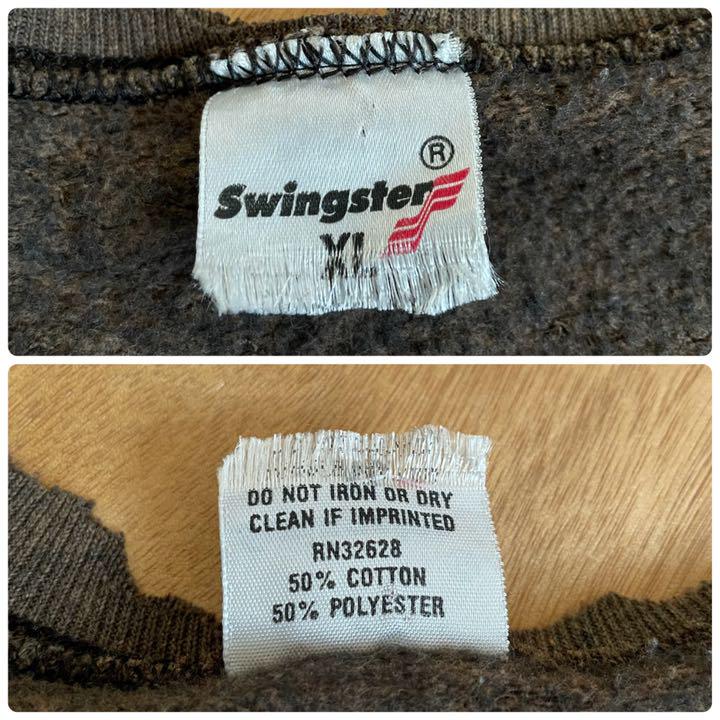 ®
Swingster
XL
DO NOT IRON OR DRY
CLEAN IF IMPRINTED
RN32628
50% COTTON
50% POLYESTER